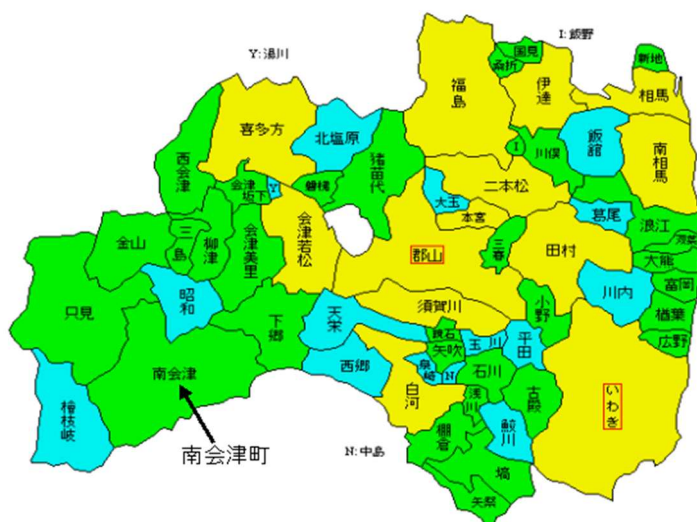 Y: 湯川
I: 飯野
国見
桑折
新地
福島
伊達
相馬
喜多方
北塩原
猪苗代
西会津
I
川俣
飯舘
南相馬
会津
坂下
Y
磐梯
大玉
二本松
本宮
葛尾
浪江
双葉
金山
三島
柳津
会津美里
会津若松
郡山
三春
田村
大熊
只見
昭和
川内
富岡
下郷
天栄
須賀川
小野
楢葉
鏡石
玉川
平田
広野
矢吹
西郷
泉崎
N
石川
南会津
白河
浅川
古殿
いわき
檜枝岐
棚倉
鮫川
南会津町
N: 中島
塙
矢祭